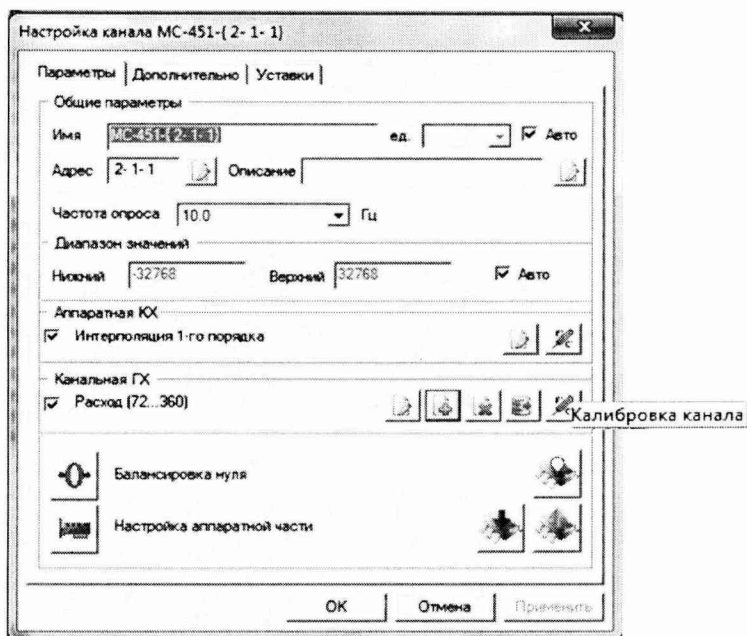 Настройка канала МС-451-{ 2- 1- 1}
Параметры Дополнительно Уставки
Общие параметры
Имя МС-451-{ 2- 1- 1} ед. Авто
Адрес 2- 1- 1 Описание
Частота опроса 10.0 Гц
Диапазон значений
Нижний -32768 Верхний 32768 Авто
Аппаратная КХ
Интерполяция 1-го порядка
Канальная ГХ
Расход (72...360)
Калибровка канала
Балансировка нуля
Настройка аппаратной части
OK Отмена Применить